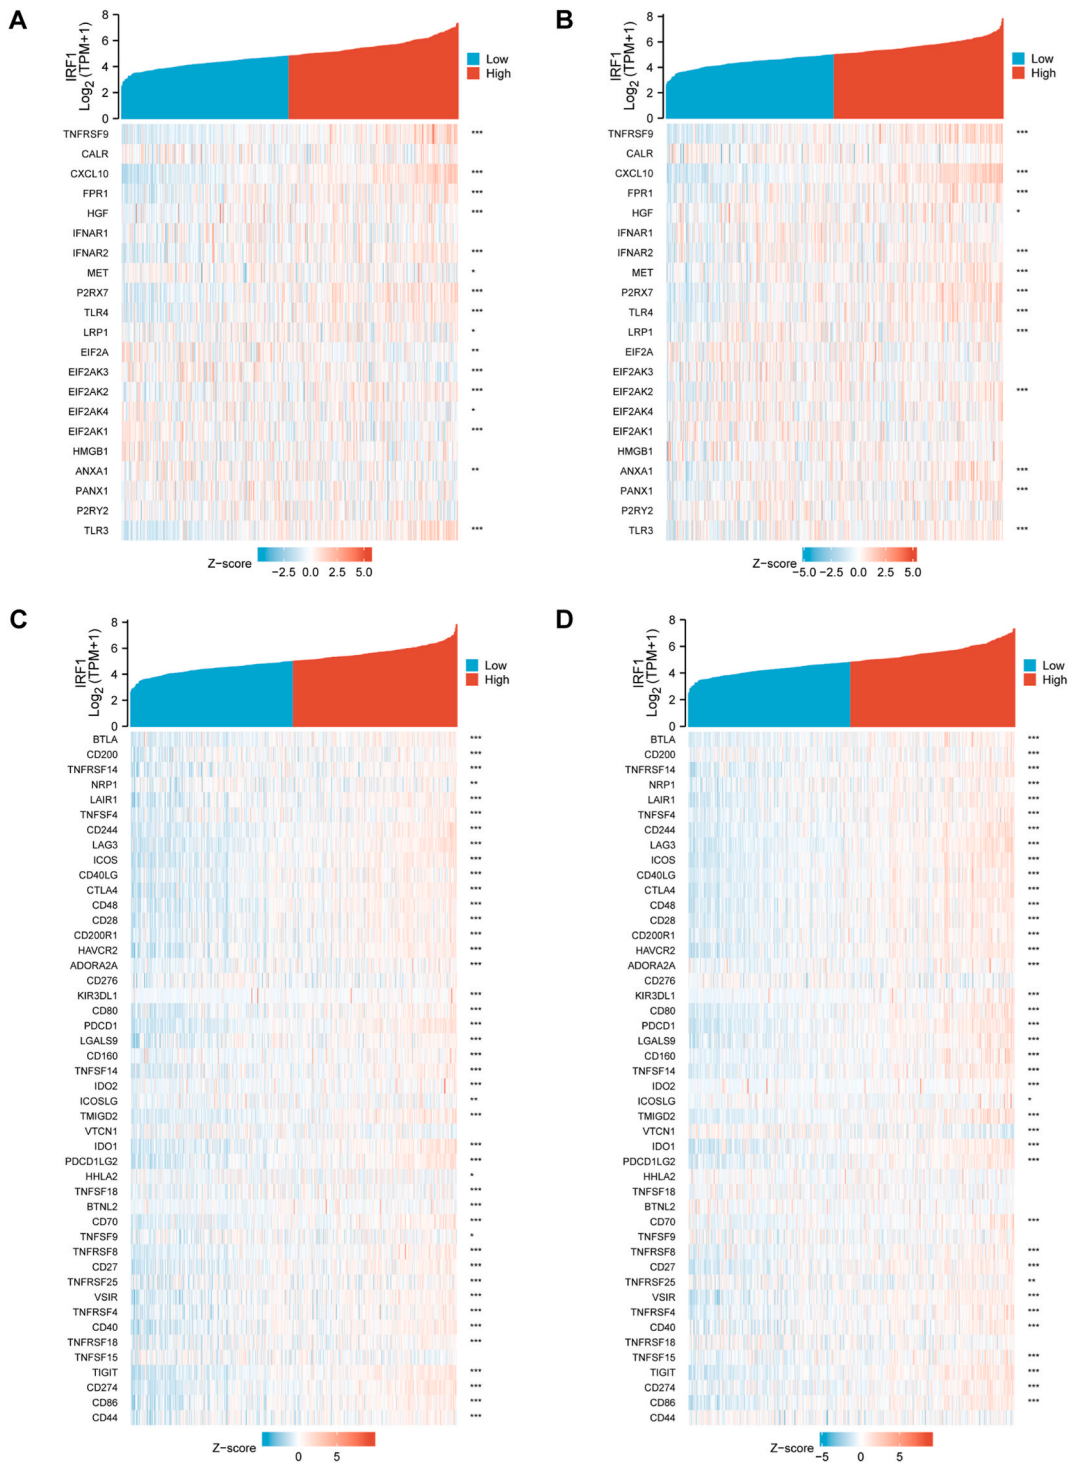 A
IRF1
Log2 (TPM+1)
8
6
4
2
0
Low
High
TNFRSF9 ***
CALR
CXCL10 ***
FPR1 ***
HGF ***
IFNAR1
IFNAR2 ***
MET *
P2RX7 ***
TLR4 ***
LRP1 *
EIF2A **
EIF2AK3 ***
EIF2AK2 ***
EIF2AK4 *
EIF2AK1 ***
HMGB1
ANXA1 **
PANX1
P2RY2
TLR3 ***
Z-score
−2.5 0.0 2.5 5.0
B
IRF1
Log2 (TPM+1)
8
6
4
2
0
Low
High
TNFRSF9 ***
CALR
CXCL10 ***
FPR1 ***
HGF *
IFNAR1
IFNAR2 ***
MET ***
P2RX7 ***
TLR4 ***
LRP1 ***
EIF2A
EIF2AK3
EIF2AK2 ***
EIF2AK4
EIF2AK1
HMGB1
ANXA1 ***
PANX1 ***
P2RY2
TLR3 ***
Z-score
−5.0 −2.5 0.0 2.5 5.0
C
IRF1
Log2 (TPM+1)
8
6
4
2
0
Low
High
BTLA ***
CD200 ***
TNFRSF14 ***
NRP1 **
LAIR1 ***
TNFSF4 ***
CD244 ***
LAG3 ***
ICOS ***
CD40LG ***
CTLA4 ***
CD48 ***
CD28 ***
CD200R1 ***
HAVCR2 ***
ADORA2A ***
CD276
KIR3DL1 ***
CD80 ***
PDCD1 ***
LGALS9 ***
CD160 ***
TNFSF14 ***
IDO2 ***
ICOSLG **
TMIGD2 ***
VTCN1
IDO1 ***
PDCD1LG2 ***
HHLA2 *
TNFSF18 ***
BTNL2 ***
CD70 ***
TNFSF9 *
TNFRSF8 ***
CD27 ***
TNFRSF25 ***
VSIR ***
TNFRSF4 ***
CD40 ***
TNFRSF18 ***
TNFSF15
TIGIT ***
CD274 ***
CD86 ***
CD44 ***
Z-score
0 5
D
IRF1
Log2 (TPM+1)
8
6
4
2
0
Low
High
BTLA ***
CD200 ***
TNFRSF14 ***
NRP1 ***
LAIR1 ***
TNFSF4 ***
CD244 ***
LAG3 ***
ICOS ***
CD40LG ***
CTLA4 ***
CD48 ***
CD28 ***
CD200R1 ***
HAVCR2 ***
ADORA2A ***
CD276
KIR3DL1 ***
CD80 ***
PDCD1 ***
LGALS9 ***
CD160 ***
TNFSF14 ***
IDO2 ***
ICOSLG *
TMIGD2 ***
VTCN1 ***
IDO1 ***
PDCD1LG2 ***
HHLA2
TNFSF18
BTNL2
CD70 ***
TNFSF9
TNFRSF8 ***
CD27 ***
TNFRSF25 **
VSIR ***
TNFRSF4 ***
CD40 ***
TNFRSF18
TNFSF15 ***
TIGIT ***
CD274 ***
CD86 ***
CD44
Z-score
−5 0 5